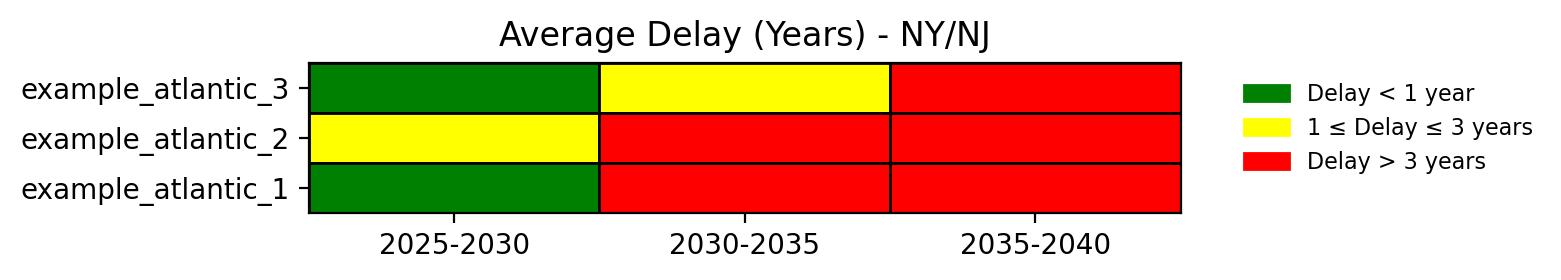 Average Delay (Years) - NY/NJ
example_atlantic_3
example_atlantic_2
example_atlantic_1
2025-2030 2030-2035 2035-2040
Delay < 1 year
1 ≤ Delay ≤ 3 years
Delay > 3 years